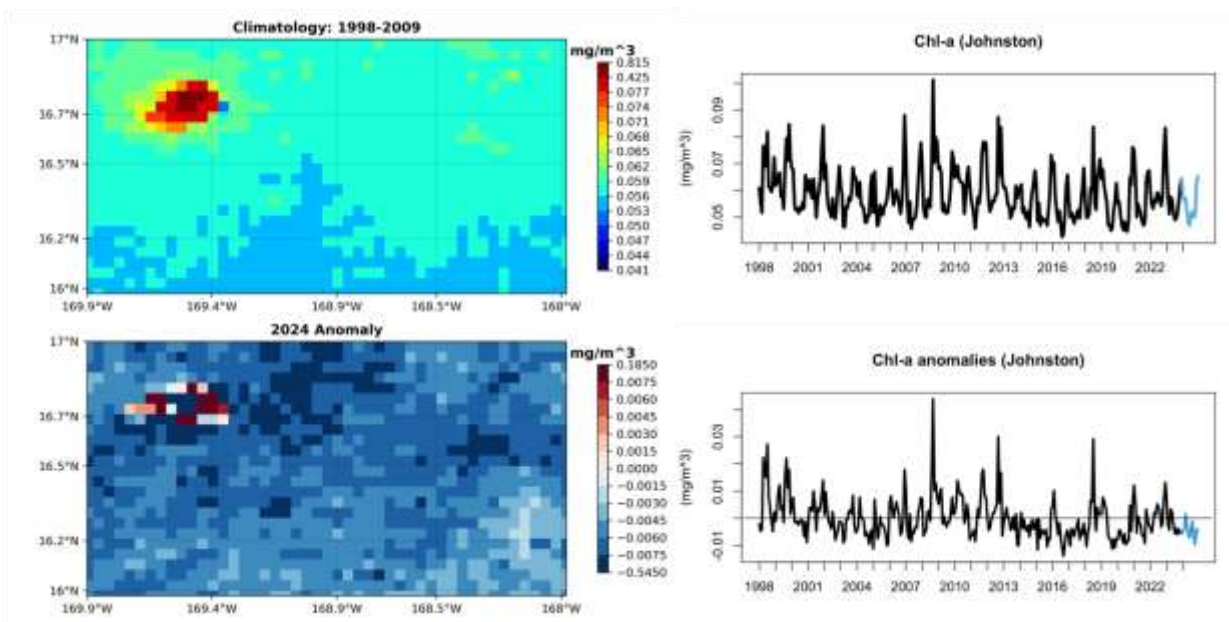 Climatology: 1998-2009
17°N
16.7°N
16.5°N
16.2°N
16°N
169.9°W 169.4°W 168.9°W 168.5°W 168°W
mg/m^3
0.815
0.425
0.077
0.074
0.071
0.068
0.065
0.062
0.059
0.056
0.053
0.050
0.047
0.044
0.041
Chl-a (Johnston)
(mg/m^3)
0.09
0.07
0.05
1998 2001 2004 2007 2010 2013 2016 2019 2022
2024 Anomaly
17°N
16.7°N
16.5°N
16.2°N
16°N
169.9°W 169.4°W 168.9°W 168.5°W 168°W
mg/m^3
0.1850
0.0075
0.0060
0.0045
0.0030
0.0015
0.0000
−0.0015
−0.0030
−0.0045
−0.0060
−0.0075
−0.5450
Chl-a anomalies (Johnston)
(mg/m^3)
0.03
0.01
-0.01
1998 2001 2004 2007 2010 2013 2016 2019 2022